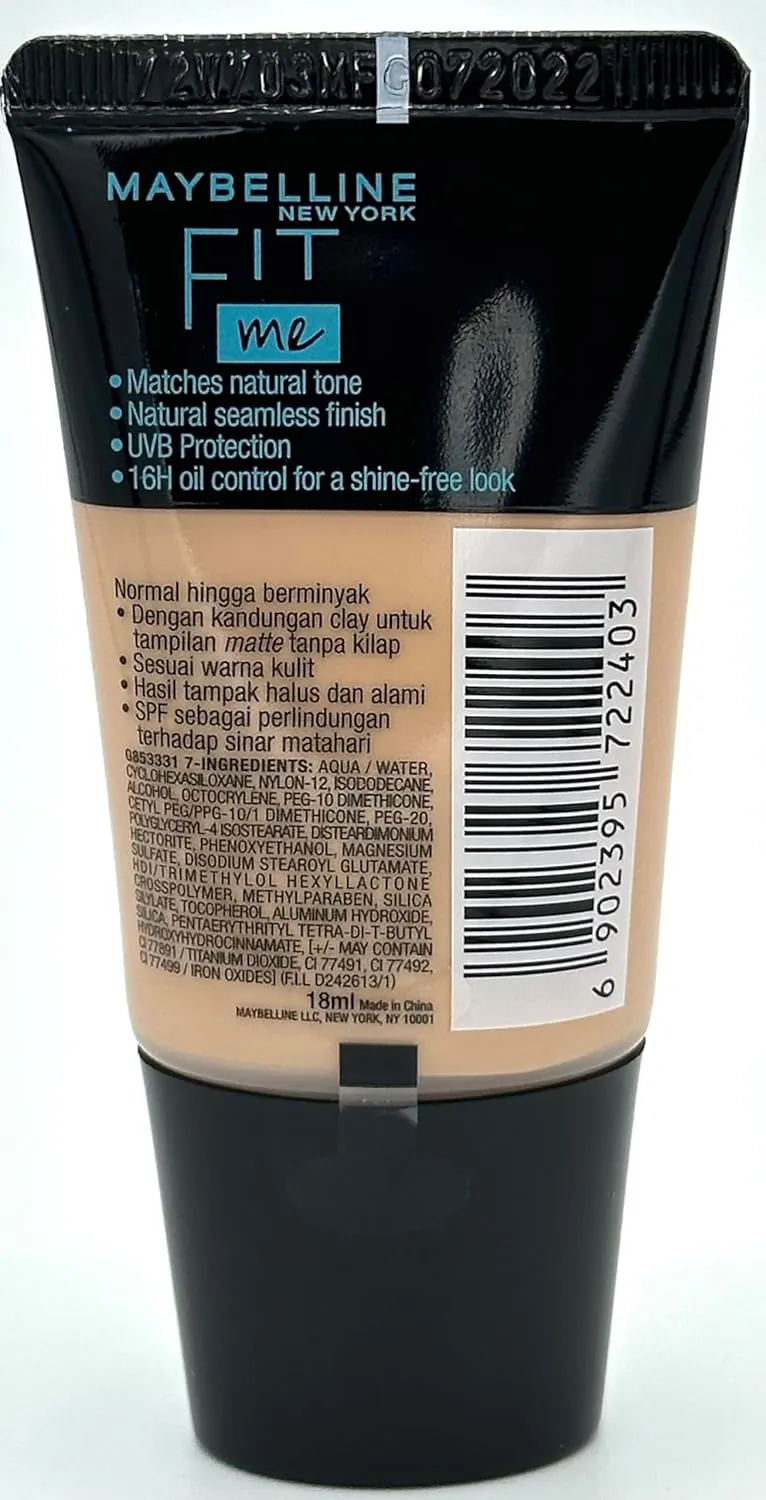 72W703MFG072022
MAYBELLINE
NEW YORK
FIT
me
• Matches natural tone
• Natural seamless finish
• UVB Protection
• 16H oil control for a shine-free look
Normal hingga berminyak
• Dengan kandungan clay untuk
tampilan matte tanpa kilap
• Sesuai warna kulit
• Hasil tampak halus dan alami
• SPF sebagai perlindungan
terhadap sinar matahari
G853331 7-INGREDIENTS: AQUA / WATER,
CYCLOHEXASILOXANE, NYLON-12, ISODODECANE,
ALCOHOL, OCTOCRYLENE, PEG-10 DIMETHICONE,
CETYL PEG/PPG-10/1 DIMETHICONE, PEG-20,
POLYGLYCERYL-4 ISOSTEARATE, DISTEARDIMONIUM
HECTORITE, PHENOXYETHANOL, MAGNESIUM
SULFATE, DISODIUM STEAROYL GLUTAMATE,
HDI/TRIMETHYLOL HEXYLLACTONE
CROSSPOLYMER, METHYLPARABEN, SILICA
SILYLATE, TOCOPHEROL, ALUMINUM HYDROXIDE,
SILICA, PENTAERYTHRITYL TETRA-DI-T-BUTYL
HYDROXYHYDROCINNAMATE, [+/- MAY CONTAIN
CI 77891 / TITANIUM DIOXIDE, CI 77491, CI 77492,
CI 77499 / IRON OXIDES] (F.I.L D242613/1)
18ml Made in China
MAYBELLINE LLC, NEW YORK, NY 10001
6 902395 722403